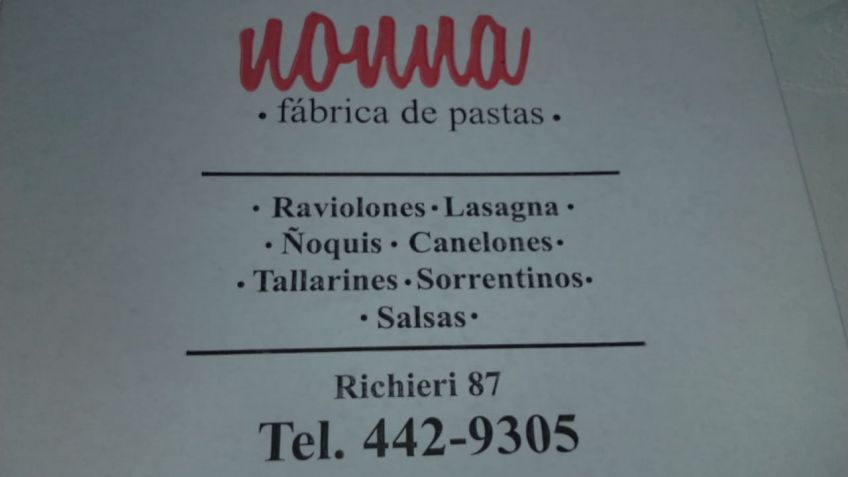 nonna
• fábrica de pastas •
• Raviolones • Lasagna •
• Ñoquis • Canelones •
• Tallarines • Sorrentinos •
• Salsas •
Richieri 87
Tel. 442-9305